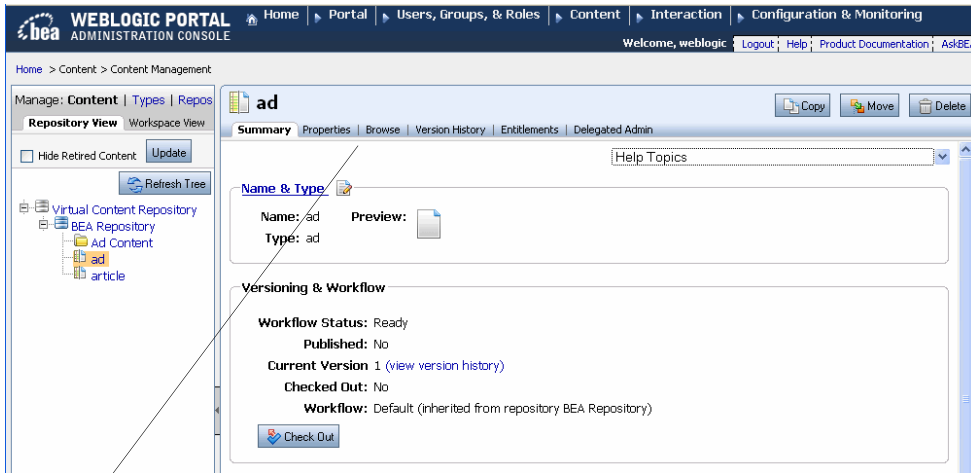 WEBLOGIC PORTAL
bea ADMINISTRATION CONSOLE
Home Portal Users, Groups, & Roles Content Interaction Configuration & Monitoring
Welcome, weblogic Logout Help Product Documentation AskBEA
Home > Content > Content Management
Manage: Content | Types | Repos
Repository View Workspace View
Hide Retired Content Update
Refresh Tree
Virtual Content Repository
BEA Repository
Ad Content
ad
article
ad
Copy Move Delete
Summary Properties | Browse | Version History | Entitlements | Delegated Admin
Help Topics
Name & Type
Name: ad Preview:
Type: ad
Versioning & Workflow
Workflow Status: Ready
Published: No
Current Version 1 (view version history)
Checked Out: No
Workflow: Default (inherited from repository BEA Repository)
Check Out